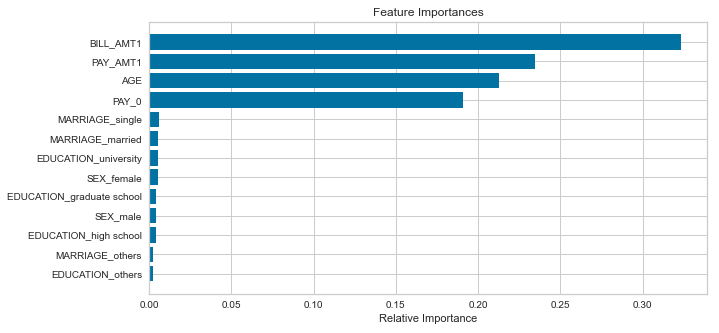 Feature Importances
BILL_AMT1
PAY_AMT1
AGE
PAY_0
MARRIAGE_single
MARRIAGE_married
EDUCATION_university
SEX_female
EDUCATION_graduate school
SEX_male
EDUCATION_high school
MARRIAGE_others
EDUCATION_others
0.00 0.05 0.10 0.15 0.20 0.25 0.30
Relative Importance